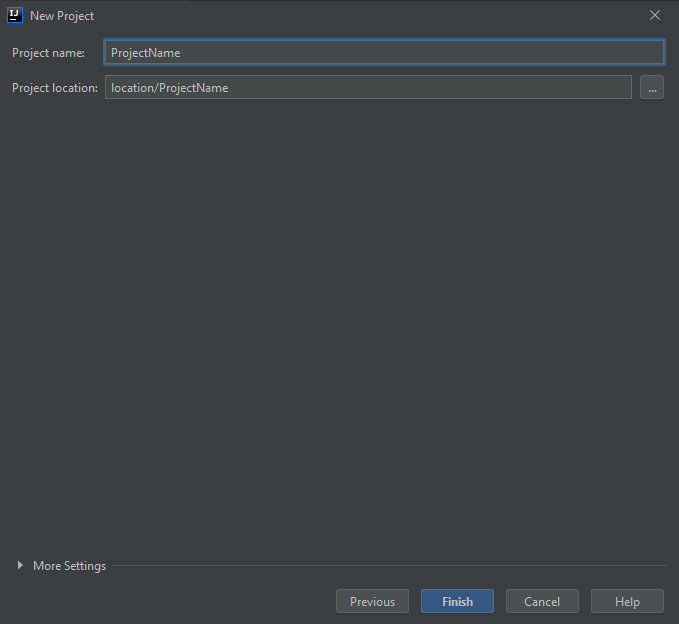 IJ
New Project
Project name: ProjectName
Project location: location/ProjectName ...
More Settings
Previous Finish Cancel Help